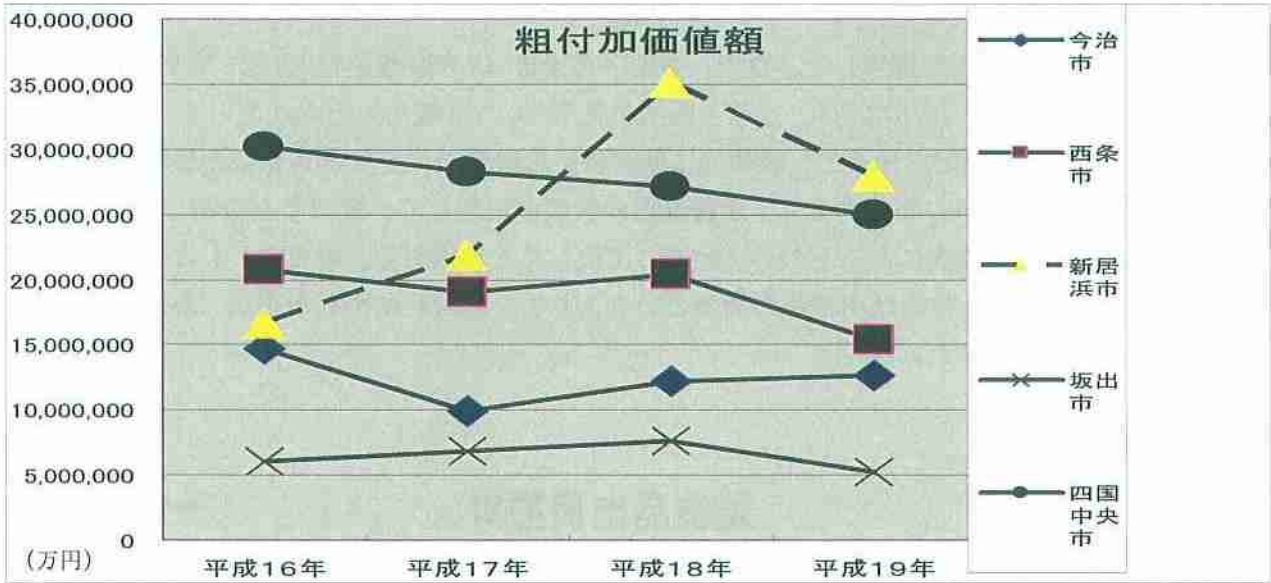 粗付加価値額
40,000,000
35,000,000
30,000,000
25,000,000
20,000,000
15,000,000
10,000,000
5,000,000
0
(万円)
平成16年
平成17年
平成18年
平成19年
今治
市
西条
市
新居
浜市
坂出
市
四国
中央
市